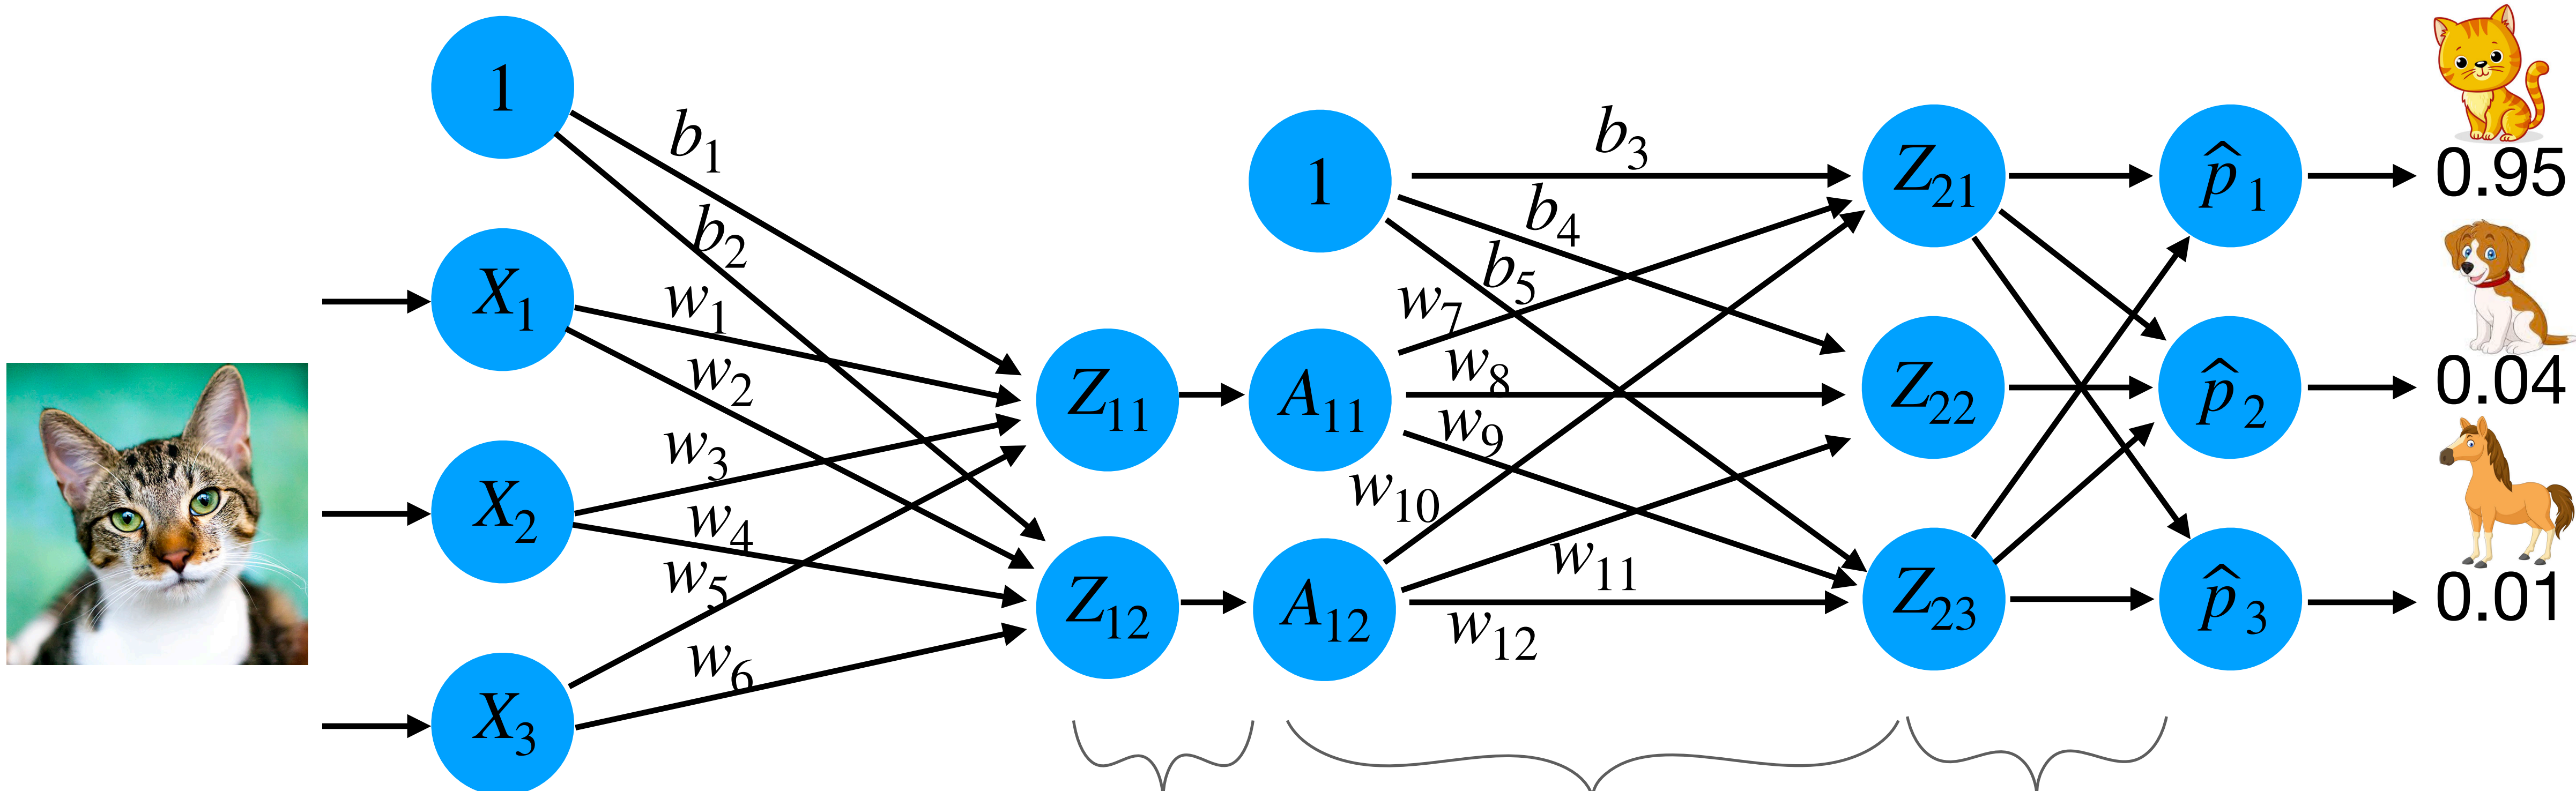 1
X₁
X₂
X₃
b₁
b₂
w₁
w₂
w₃
w₄
w₅
w₆
Z₁₁
Z₁₂
1
A₁₁
A₁₂
b₃
b₄
b₅
w₇
w₈
w₉
w₁₀
w₁₁
w₁₂
Z₂₁
Z₂₂
Z₂₃
p̂₁
p̂₂
p̂₃
0.95
0.04
0.01